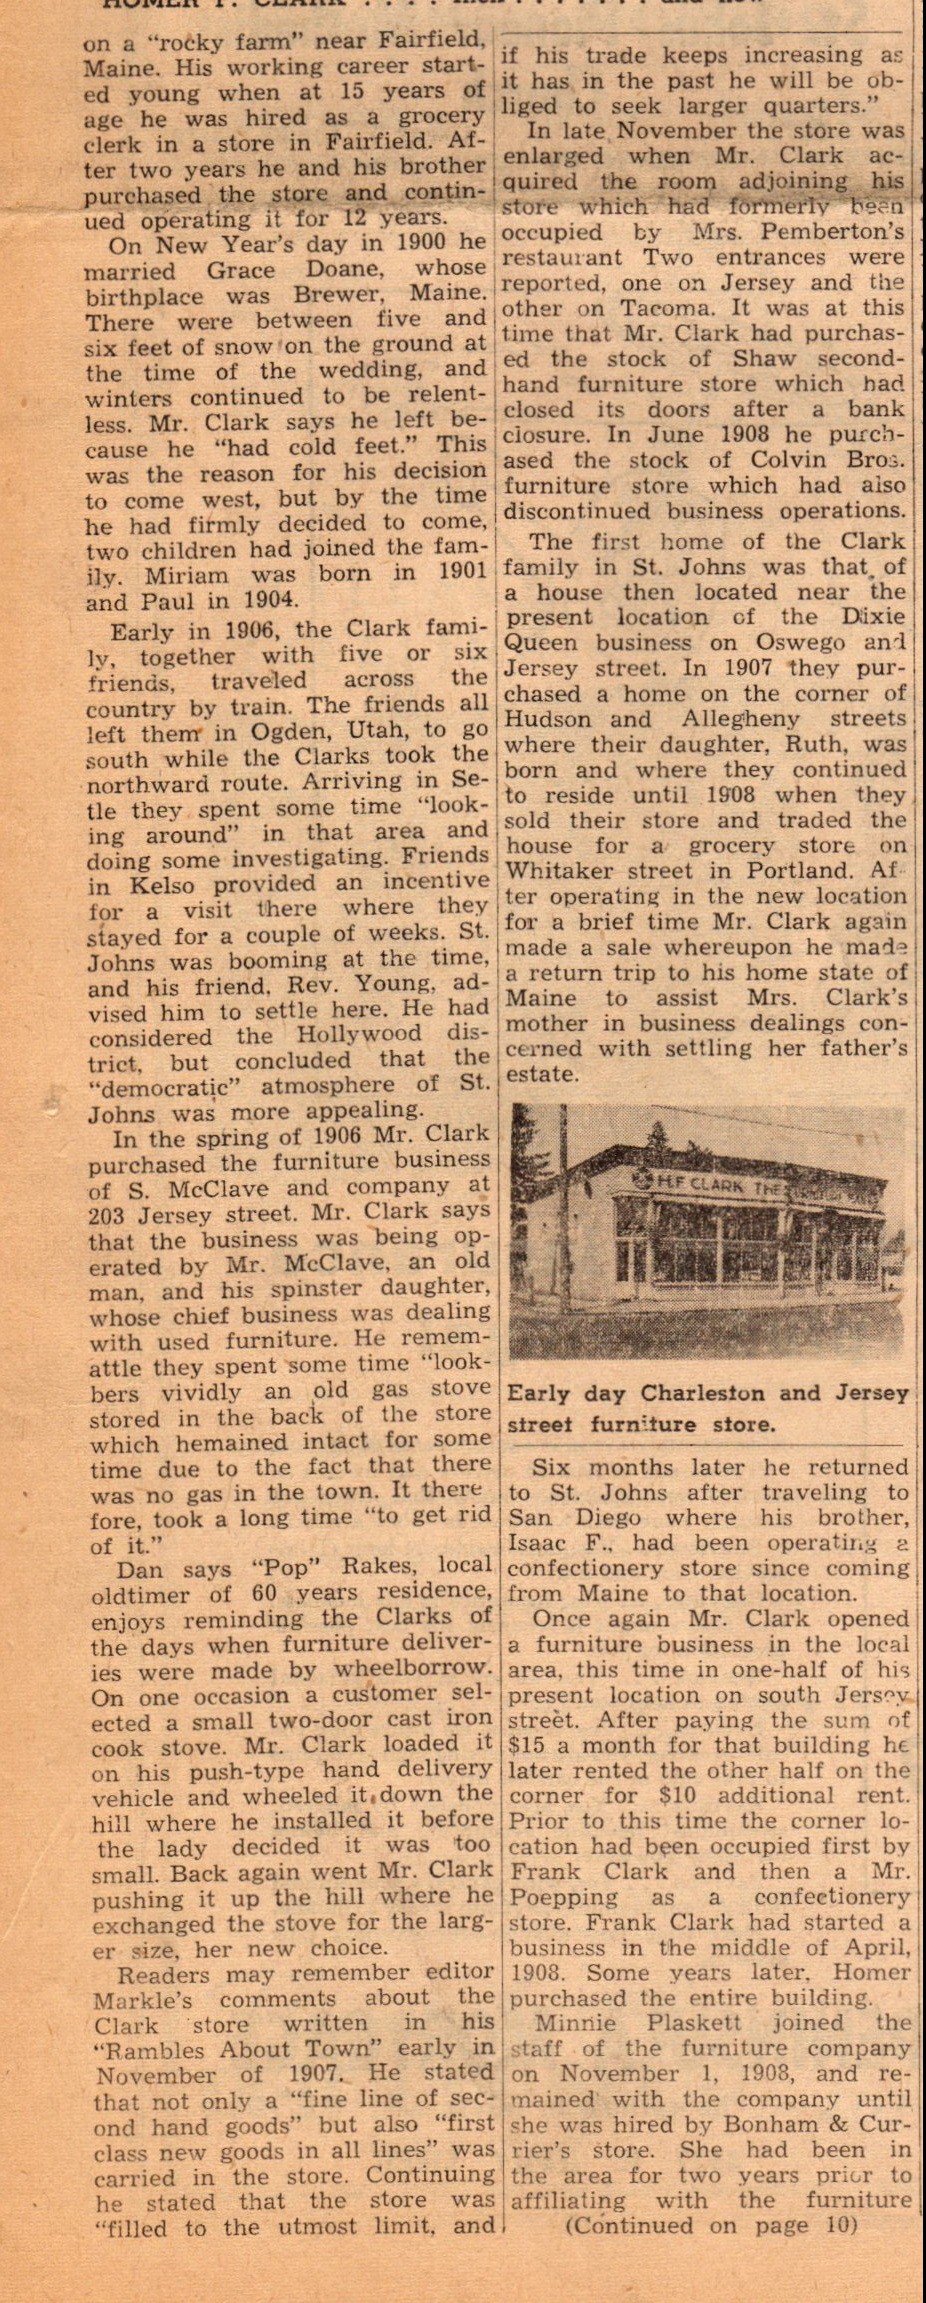 HOMER F. CLARK . . . . then . . . . . . . and now
on a “rocky farm” near Fairfield,
Maine. His working career start-
ed young when at 15 years of
age he was hired as a grocery
clerk in a store in Fairfield. Af-
ter two years he and his brother
purchased the store and contin-
ued operating it for 12 years.
On New Year’s day in 1900 he
married Grace Doane, whose
birthplace was Brewer, Maine.
There were between five and
six feet of snow on the ground at
the time of the wedding, and
winters continued to be relent-
less. Mr. Clark says he left be-
cause he “had cold feet.” This
was the reason for his decision
to come west, but by the time
he had firmly decided to come,
two children had joined the fam-
ily. Miriam was born in 1901
and Paul in 1904.
Early in 1906, the Clark fami-
ly, together with five or six
friends, traveled across the
country by train. The friends all
left them in Ogden, Utah, to go
south while the Clarks took the
northward route. Arriving in Se-
tle they spent some time “look-
ing around” in that area and
doing some investigating. Friends
in Kelso provided an incentive
for a visit there where they
stayed for a couple of weeks. St.
Johns was booming at the time,
and his friend, Rev. Young, ad-
vised him to settle here. He had
considered the Hollywood dis-
trict, but concluded that the
“democratic” atmosphere of St.
Johns was more appealing.
In the spring of 1906 Mr. Clark
purchased the furniture business
of S. McClave and company at
203 Jersey street. Mr. Clark says
that the business was being op-
erated by Mr. McClave, an old
man, and his spinster daughter,
whose chief business was dealing
with used furniture. He remem-
attle they spent some time “look-
bers vividly an old gas stove
stored in the back of the store
which hemained intact for some
time due to the fact that there
was no gas in the town. It there
fore, took a long time “to get rid
of it.”
Dan says “Pop” Rakes, local
oldtimer of 60 years residence,
enjoys reminding the Clarks of
the days when furniture deliver-
ies were made by wheelborrow.
On one occasion a customer sel-
ected a small two-door cast iron
cook stove. Mr. Clark loaded it
on his push-type hand delivery
vehicle and wheeled it down the
hill where he installed it before
the lady decided it was too
small. Back again went Mr. Clark
pushing it up the hill where he
exchanged the stove for the larg-
er size, her new choice.
Readers may remember editor
Markle’s comments about the
Clark store written in his
“Rambles About Town” early in
November of 1907. He stated
that not only a “fine line of sec-
ond hand goods” but also “first
class new goods in all lines” was
carried in the store. Continuing
he stated that the store was
“filled to the utmost limit, and
if his trade keeps increasing as
it has in the past he will be ob-
liged to seek larger quarters.”
In late November the store was
enlarged when Mr. Clark ac-
quired the room adjoining his
store which had formerly been
occupied by Mrs. Pemberton’s
restaurant Two entrances were
reported, one on Jersey and the
other on Tacoma. It was at this
time that Mr. Clark had purchas-
ed the stock of Shaw second-
hand furniture store which had
closed its doors after a bank
closure. In June 1908 he purch-
ased the stock of Colvin Bros.
furniture store which had also
discontinued business operations.
The first home of the Clark
family in St. Johns was that of
a house then located near the
present location of the Dixie
Queen business on Oswego and
Jersey street. In 1907 they pur-
chased a home on the corner of
Hudson and Allegheny streets
where their daughter, Ruth, was
born and where they continued
to reside until 1908 when they
sold their store and traded the
house for a grocery store on
Whitaker street in Portland. Af-
ter operating in the new location
for a brief time Mr. Clark again
made a sale whereupon he made
a return trip to his home state of
Maine to assist Mrs. Clark’s
mother in business dealings con-
cerned with settling her father’s
estate.
H.F. CLARK THE
Early day Charleston and Jersey
street furniture store.
Six months later he returned
to St. Johns after traveling to
San Diego where his brother,
Isaac F., had been operating a
confectionery store since coming
from Maine to that location.
Once again Mr. Clark opened
a furniture business in the local
area, this time in one-half of his
present location on south Jersey
street. After paying the sum of
$15 a month for that building he
later rented the other half on the
corner for $10 additional rent.
Prior to this time the corner lo-
cation had been occupied first by
Frank Clark and then a Mr.
Poepping as a confectionery
store. Frank Clark had started a
business in the middle of April,
1908. Some years later, Homer
purchased the entire building.
Minnie Plaskett joined the
staff of the furniture company
on November 1, 1908, and re-
mained with the company until
she was hired by Bonham & Cur-
rier’s store. She had been in
the area for two years prior to
affiliating with the furniture
(Continued on page 10)